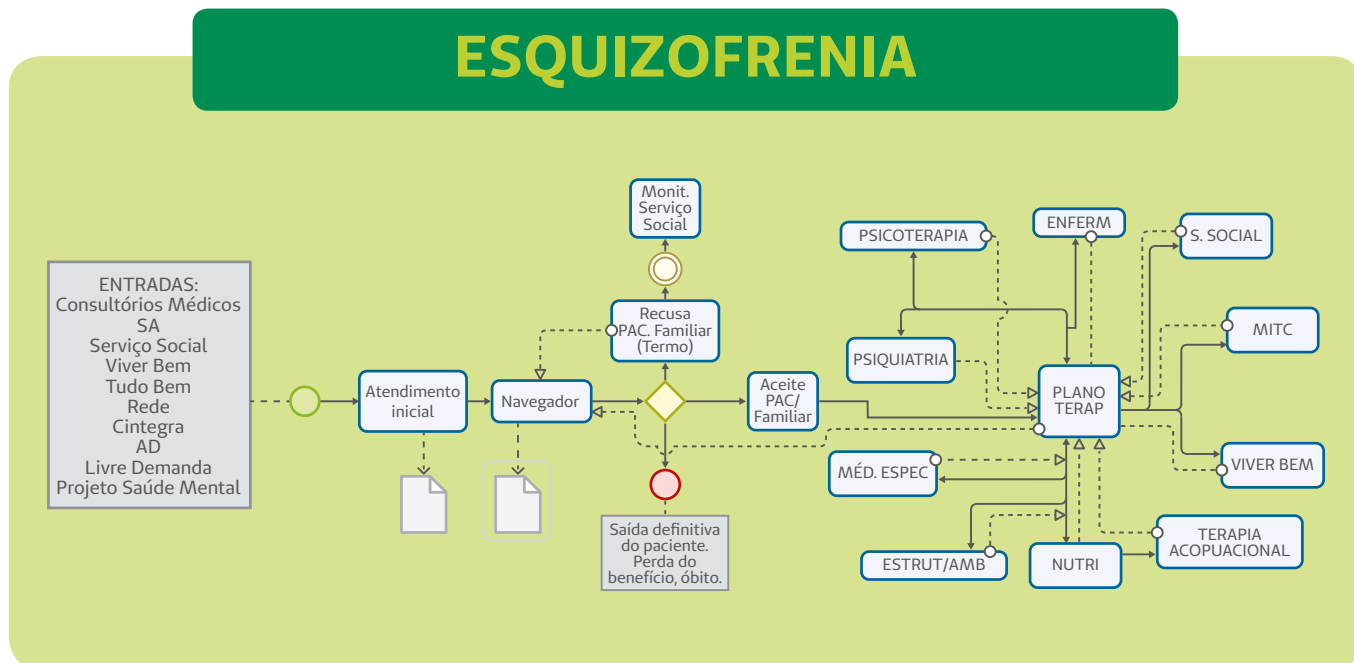 ESQUIZOFRENIA
ENTRADAS:
Consultórios Médicos
SA
Serviço Social
Viver Bem
Tudo Bem
Rede
Cintegra
AD
Livre Demanda
Projeto Saúde Mental
Atendimento
inicial
Navegador
Monit.
Serviço
Social
Recusa
PAC. Familiar
(Termo)
Aceite
PAC/
Familiar
Saída definitiva
do paciente.
Perda do
benefício, óbito.
PSICOTERAPIA
ENFERM
S. SOCIAL
PSIQUIATRIA
MITC
PLANO
TERAP
MÉD. ESPEC
VIVER BEM
ESTRUT/AMB
NUTRI
TERAPIA
ACOPUACIONAL